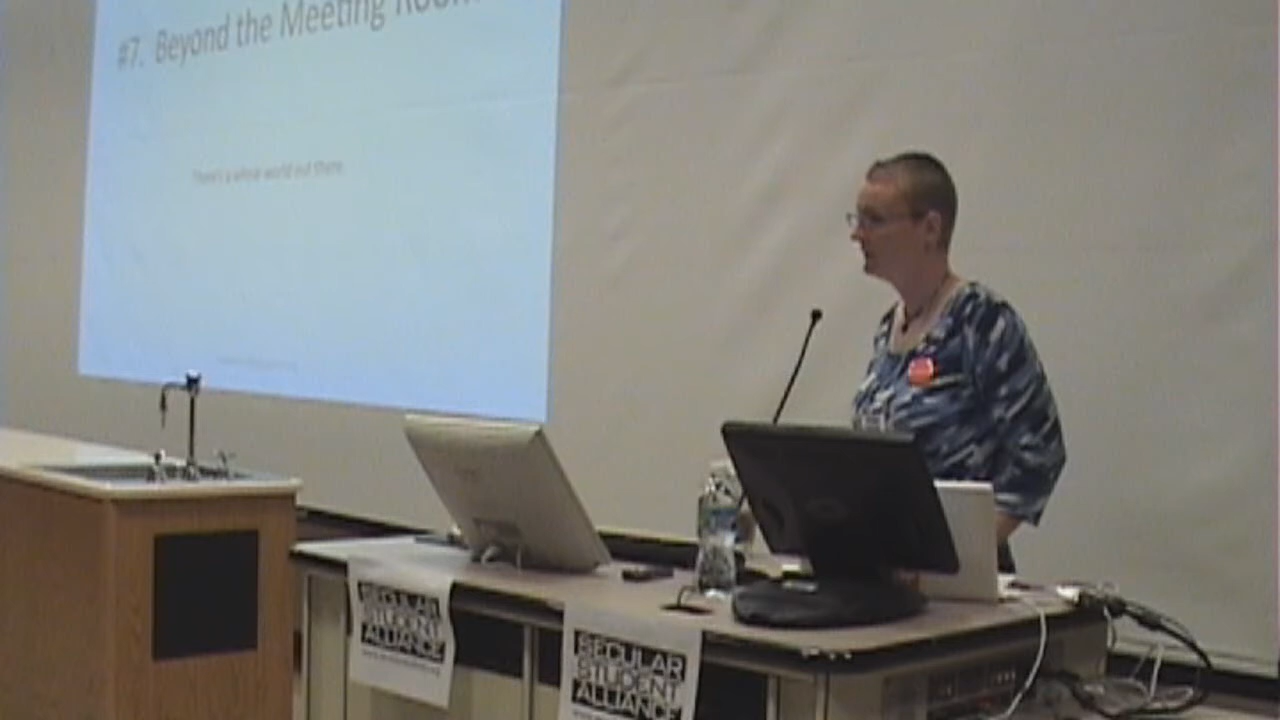 #7. Beyond the Meeting Room
There's a whole world out there.
SECULAR
STUDENT
ALLIANCE
SECULAR
STUDENT
ALLIANCE